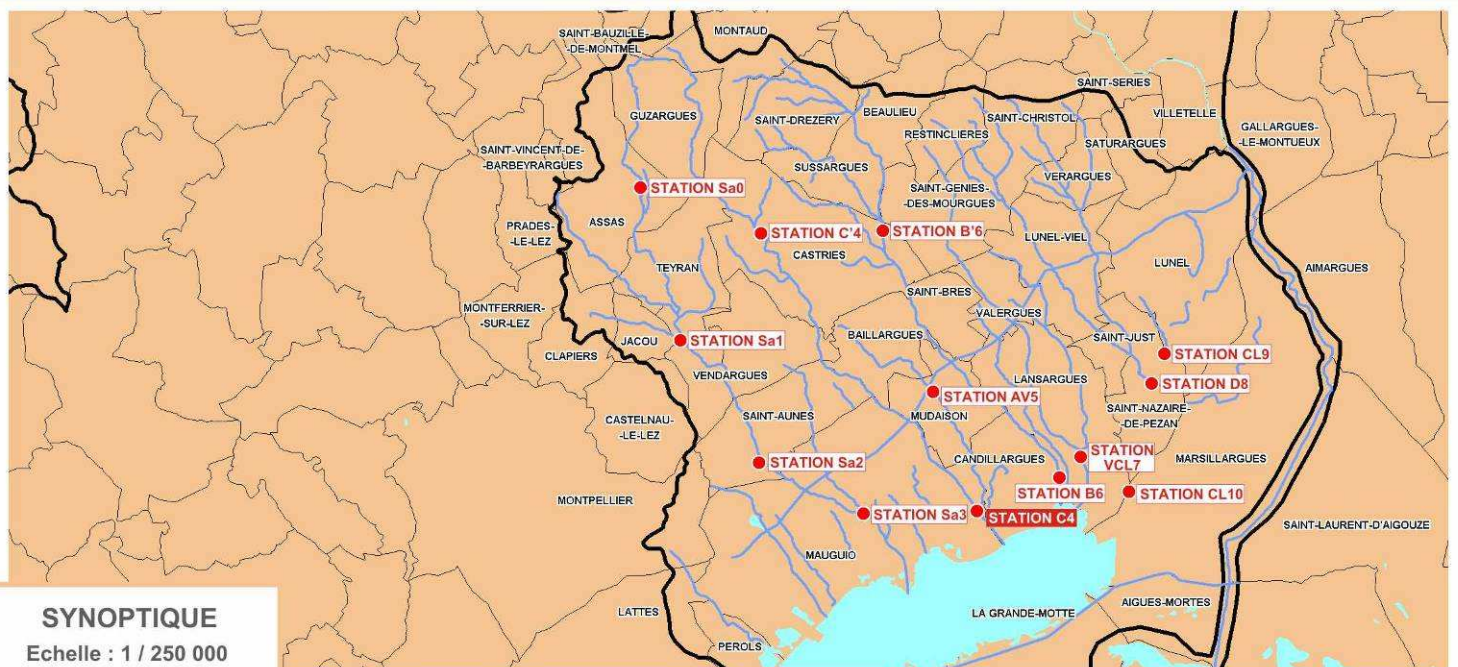 SAINT-BAUZILLE-
-DE-MONTMEL
MONTAUD
SAINT-SERIES
VILLETELLE
GALLARGUES-
-LE-MONTUEUX
GUZARGUES
SAINT-DREZERY
BEAULIEU
RESTINCLIERES
SAINT-CHRISTOL
SATURARGUES
SAINT-VINCENT-DE-
-BARBEYRARGUES
SUSSARGUES
SAINT-GENIES-
-DES-MOURGUES
VERARGUES
STATION Sa0
ASSAS
PRADES-
-LE-LEZ
STATION C'4
STATION B'6
LUNEL-VIEL
CASTRIES
TEYRAN
LUNEL
AIMARGUES
SAINT-BRES
MONTFERRIER-
-SUR-LEZ
VALERGUES
BAILLARGUES
SAINT-JUST
JACOU
STATION Sa1
CLAPIERS
STATION CL9
VENDARGUES
LANSARGUES
STATION D8
STATION AV5
SAINT-NAZAIRE-
-DE-PEZAN
SAINT-AUNES
MUDAISON
CASTELNAU-
-LE-LEZ
STATION
VCL7
MARSILLARGUES
CANDILLARGUES
STATION Sa2
STATION B6
STATION CL10
MONTPELLIER
STATION Sa3
STATION C4
SAINT-LAURENT-D'AIGOUZE
MAUGUIO
AIGUES-MORTES
LATTES
LA GRANDE-MOTTE
PEROLS
SYNOPTIQUE
Echelle : 1 / 250 000